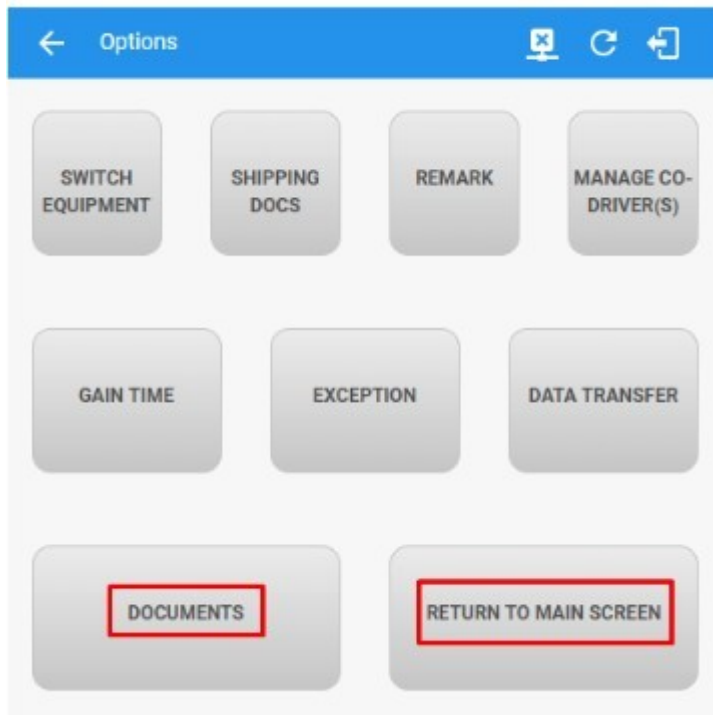 Options
SWITCH
EQUIPMENT
SHIPPING
DOCS
REMARK
MANAGE CO-
DRIVER(S)
GAIN TIME
EXCEPTION
DATA TRANSFER
DOCUMENTS
RETURN TO MAIN SCREEN